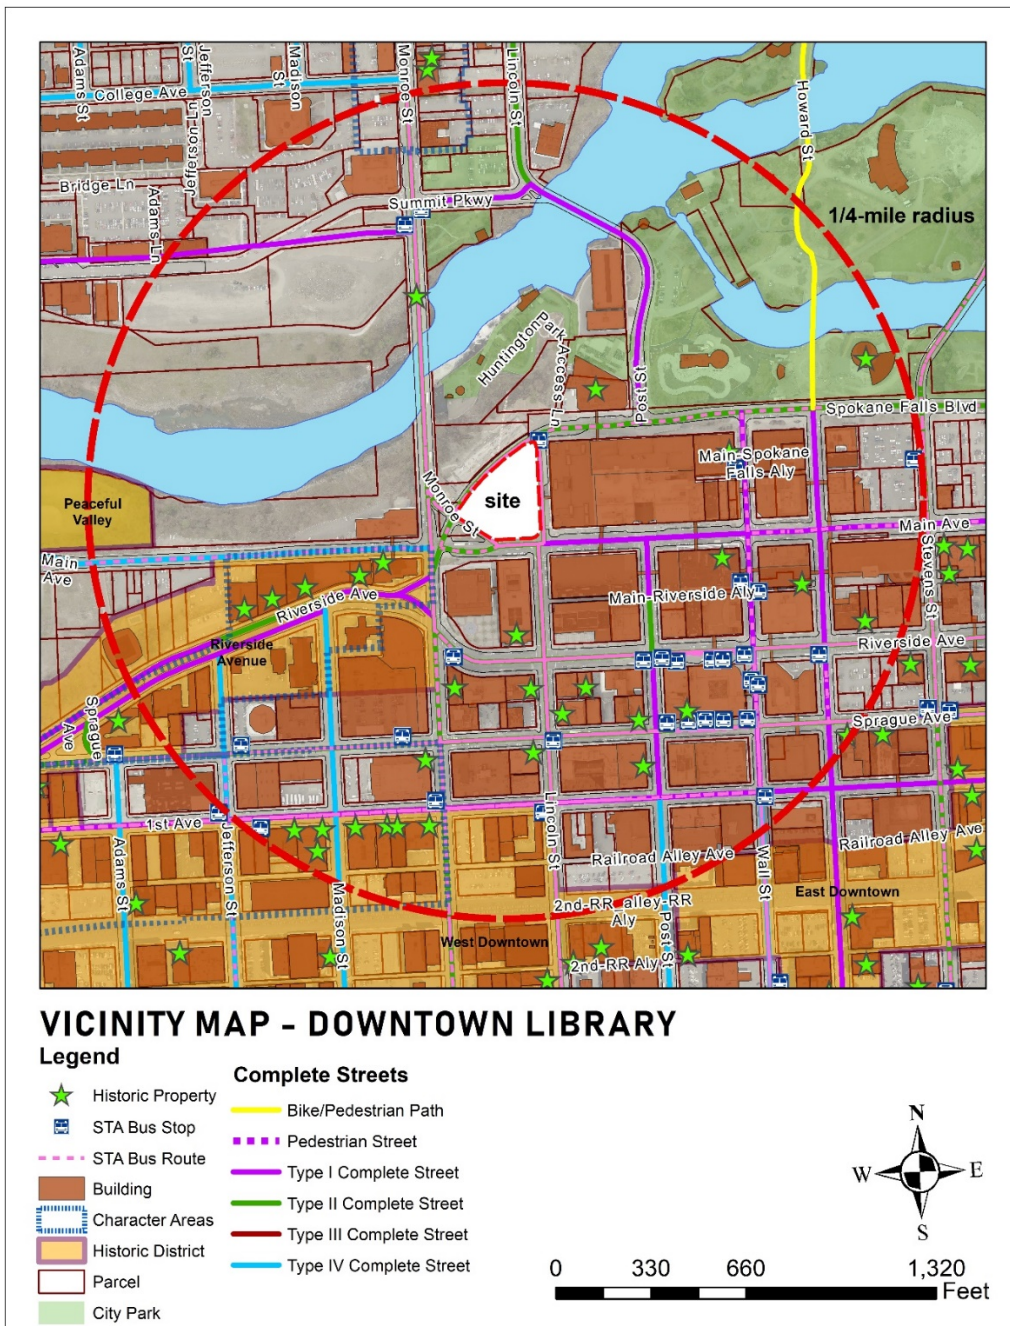 Adams St
Jefferson St
Madison St
Monroe St
Lincoln St
Howard St
College Ave
Jefferson Ln
Bridge Ln
Adams Ln
Summit Pkwy
1/4-mile radius
Huntington
Park Access Ln
Post St
Spokane Falls Blvd
Main-Spokane
Falls Aly
Monroe St
site
Peaceful
Valley
Main
Ave
Main Ave
Stevens St
Riverside Ave
Main-Riverside Aly
Riverside
Avenue
Riverside Ave
Sprague
Ave
Sprague Ave
1st Ave
Adams St
Jefferson St
Madison St
Lincoln St
Railroad Alley Ave
Wall St
Railroad Alley Ave
East Downtown
2nd-RR_alley-RR
Aly
Post St
West Downtown
2nd-RR Aly
VICINITY MAP - DOWNTOWN LIBRARY
Legend
Historic Property
STA Bus Stop
STA Bus Route
Building
Character Areas
Historic District
Parcel
City Park
Complete Streets
Bike/Pedestrian Path
Pedestrian Street
Type I Complete Street
Type II Complete Street
Type III Complete Street
Type IV Complete Street
N
W E
S
0 330 660 1,320
Feet